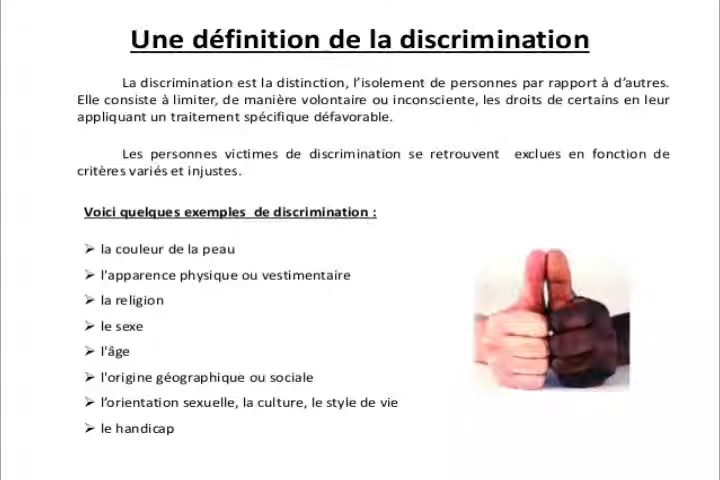 Une définition de la discrimination
La discrimination est la distinction, l'isolement de personnes par rapport à d'autres.
Elle consiste à limiter, de manière volontaire ou inconsciente, les droits de certains en leur
appliquant un traitement spécifique défavorable.
Les personnes victimes de discrimination se retrouvent exclues en fonction de
critères variés et injustes.
Voici quelques exemples de discrimination :
➢ la couleur de la peau
➢ l'apparence physique ou vestimentaire
➢ la religion
➢ le sexe
➢ l'âge
➢ l'origine géographique ou sociale
➢ l'orientation sexuelle, la culture, le style de vie
➢ le handicap